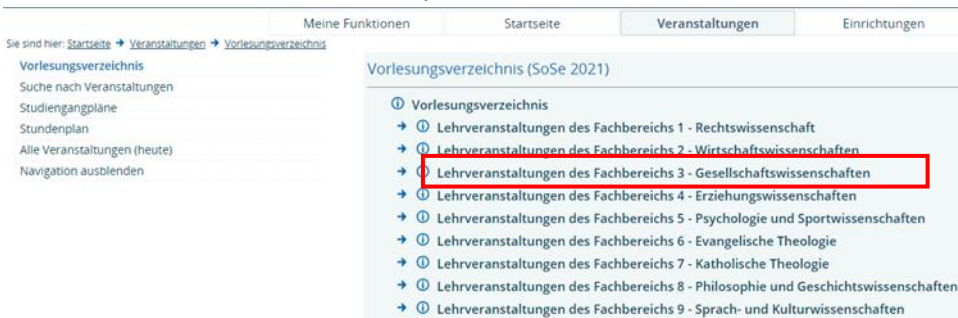 Meine Funktionen Startseite Veranstaltungen Einrichtungen
Sie sind hier: Startseite → Veranstaltungen → Vorlesungsverzeichnis
Vorlesungsverzeichnis
Suche nach Veranstaltungen
Studiengangpläne
Stundenplan
Alle Veranstaltungen (heute)
Navigation ausblenden
Vorlesungsverzeichnis (SoSe 2021)
Vorlesungsverzeichnis
Lehrveranstaltungen des Fachbereichs 1 - Rechtswissenschaft
Lehrveranstaltungen des Fachbereichs 2 - Wirtschaftswissenschaften
Lehrveranstaltungen des Fachbereichs 3 - Gesellschaftswissenschaften
Lehrveranstaltungen des Fachbereichs 4 - Erziehungswissenschaften
Lehrveranstaltungen des Fachbereichs 5 - Psychologie und Sportwissenschaften
Lehrveranstaltungen des Fachbereichs 6 - Evangelische Theologie
Lehrveranstaltungen des Fachbereichs 7 - Katholische Theologie
Lehrveranstaltungen des Fachbereichs 8 - Philosophie und Geschichtswissenschaften
Lehrveranstaltungen des Fachbereichs 9 - Sprach- und Kulturwissenschaften